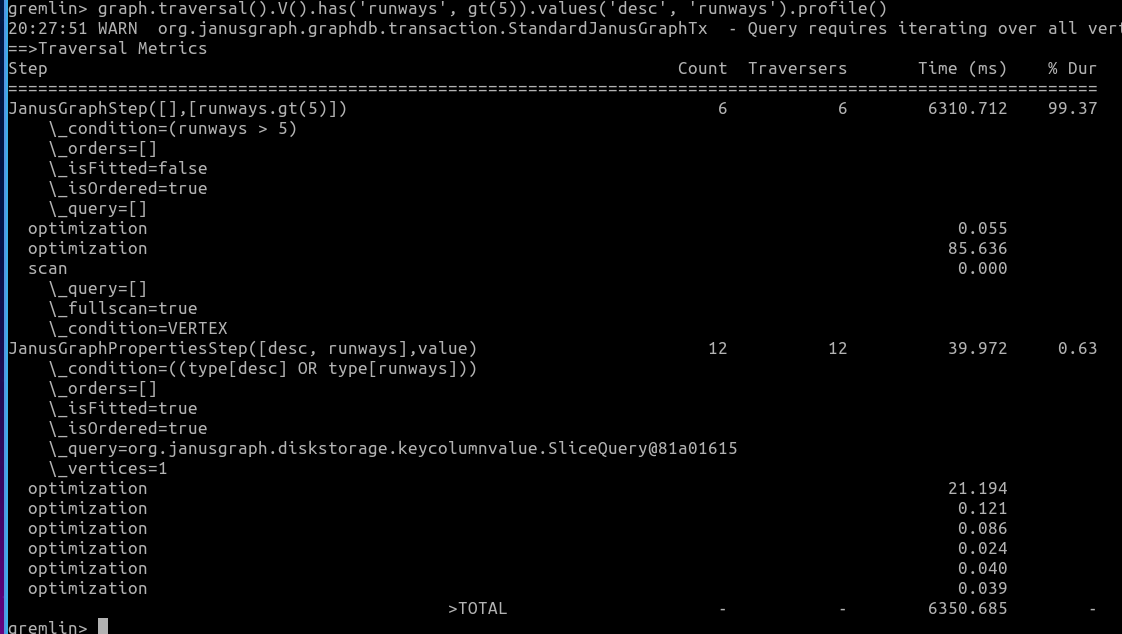 gremlin> graph.traversal().V().has('runways', gt(5)).values('desc', 'runways').profile()
20:27:51 WARN  org.janusgraph.graphdb.transaction.StandardJanusGraphTx  - Query requires iterating over all vert
==>Traversal Metrics
Step Count Traversers Time (ms) % Dur
=============================================================================================================
JanusGraphStep([],[runways.gt(5)]) 6 6 6310.712 99.37
\_condition=(runways > 5)
\_orders=[]
\_isFitted=false
\_isOrdered=true
\_query=[]
optimization 0.055
optimization 85.636
scan 0.000
\_query=[]
\_fullscan=true
\_condition=VERTEX
JanusGraphPropertiesStep([desc, runways],value) 12 12 39.972 0.63
\_condition=((type[desc] OR type[runways]))
\_orders=[]
\_isFitted=true
\_isOrdered=true
\_query=org.janusgraph.diskstorage.keycolumnvalue.SliceQuery@81a01615
\_vertices=1
optimization 21.194
optimization 0.121
optimization 0.086
optimization 0.024
optimization 0.040
optimization 0.039
>TOTAL - - 6350.685 -
gremlin>